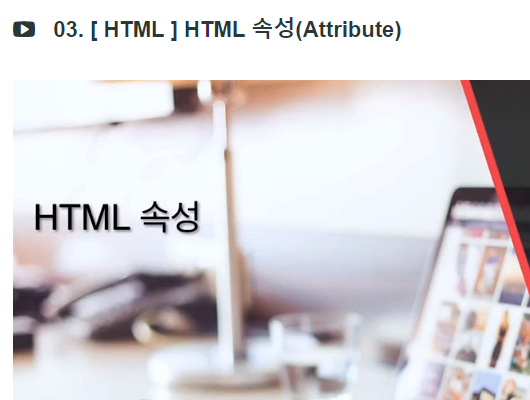 03. [ HTML ] HTML 속성(Attribute)
HTML 속성